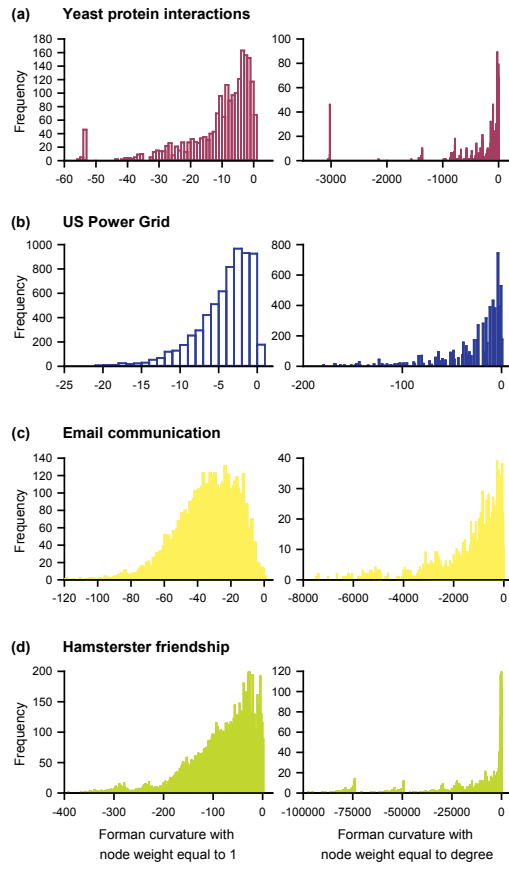 (a) Yeast protein interactions
Frequency
180
160
140
120
100
80
60
40
20
0
-60 -50 -40 -30 -20 -10 0
100
80
60
40
20
0
-3000 -2000 -1000 0
(b) US Power Grid
Frequency
1000
800
600
400
200
0
-25 -20 -15 -10 -5 0
800
600
400
200
0
-200 -100 0
(c) Email communication
Frequency
140
120
100
80
60
40
20
0
-120 -100 -80 -60 -40 -20 0
40
30
20
10
0
-8000 -6000 -4000 -2000 0
(d) Hamsterster friendship
Frequency
200
150
100
50
0
-400 -300 -200 -100 0
Forman curvature with
node weight equal to 1
120
100
80
60
40
20
0
-100000 -75000 -50000 -25000 0
Forman curvature with
node weight equal to degree